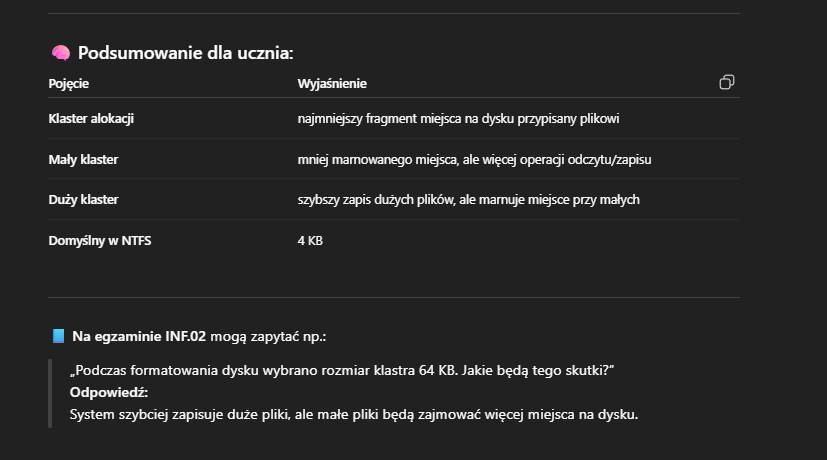 🧠 Podsumowanie dla ucznia:
Pojęcie Wyjaśnienie
Klaster alokacji najmniejszy fragment miejsca na dysku przypisany plikowi
Mały klaster mniej marnowanego miejsca, ale więcej operacji odczytu/zapisu
Duży klaster szybszy zapis dużych plików, ale marnuje miejsce przy małych
Domyślny w NTFS 4 KB
📘 Na egzaminie INF.02 mogą zapytać np.:
„Podczas formatowania dysku wybrano rozmiar klastra 64 KB. Jakie będą tego skutki?”
Odpowiedź:
System szybciej zapisuje duże pliki, ale małe pliki będą zajmować więcej miejsca na dysku.